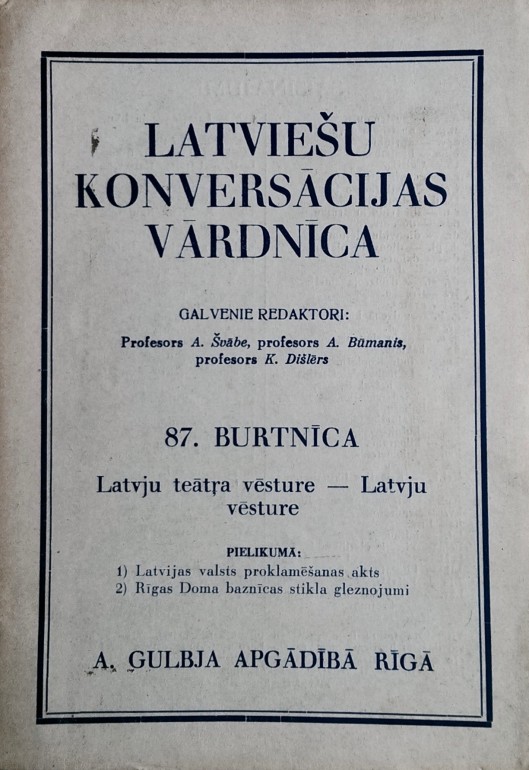 LATVIEŠU
KONVERSĀCIJAS
VĀRDNĪCA
GALVENIE REDAKTORI:
Profesors A. Švābe, profesors A. Būmanis,
profesors K. Dišlērs
87. BURTNĪCA
Latvju teātŗa vēsture — Latvju
vēsture
PIELIKUMĀ:
1) Latvijas valsts proklamēšanas akts
2) Rīgas Doma baznīcas stikla gleznojumi
A. GULBJA APGĀDĪBĀ RĪGĀ